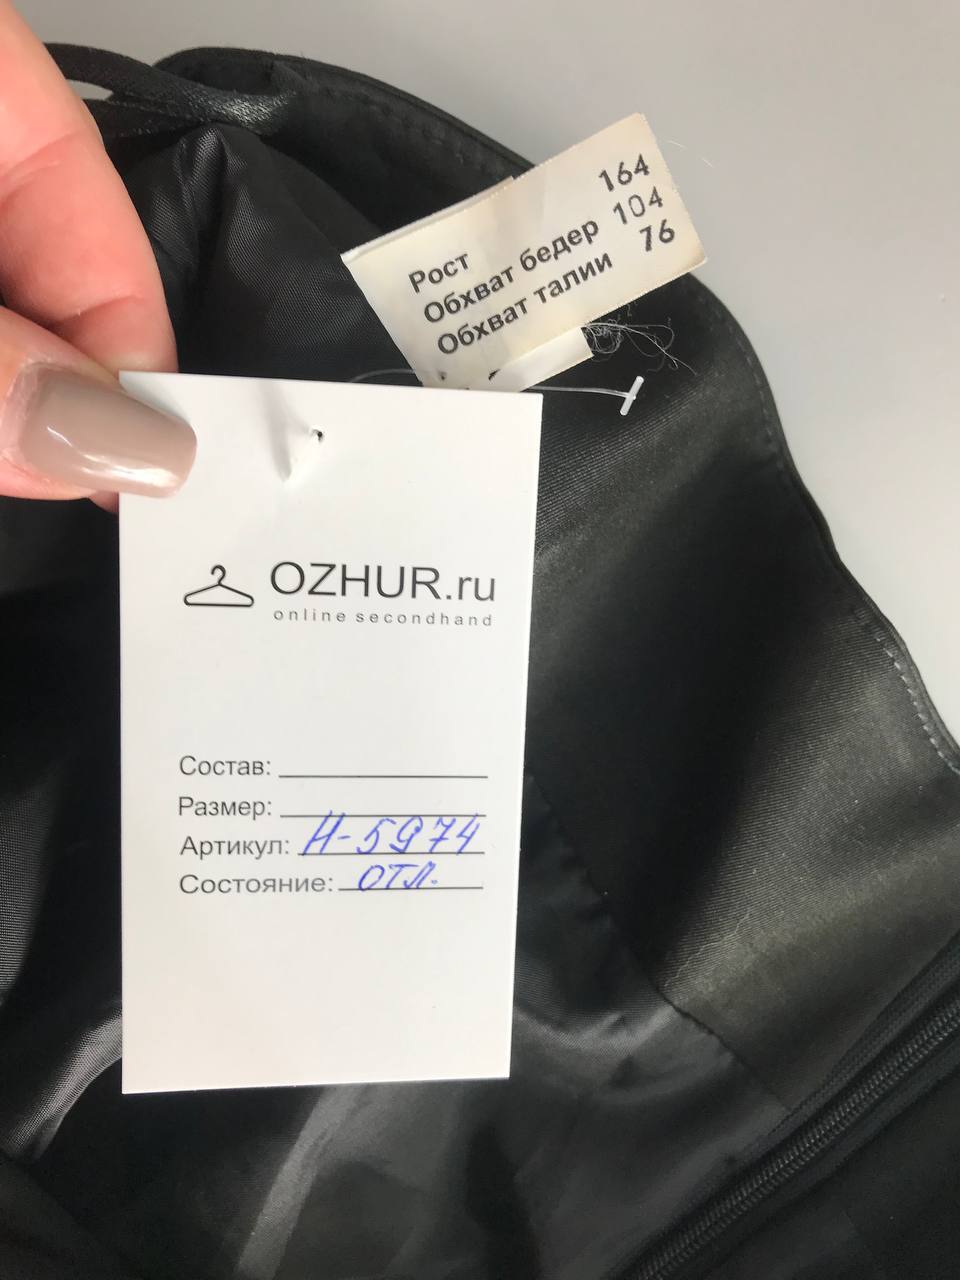 Рост 164
Обхват бедер 104
Обхват талии 76
OZHUR.ru
online secondhand
Состав:
Размер:
Артикул: Н-5974
Состояние: отл.